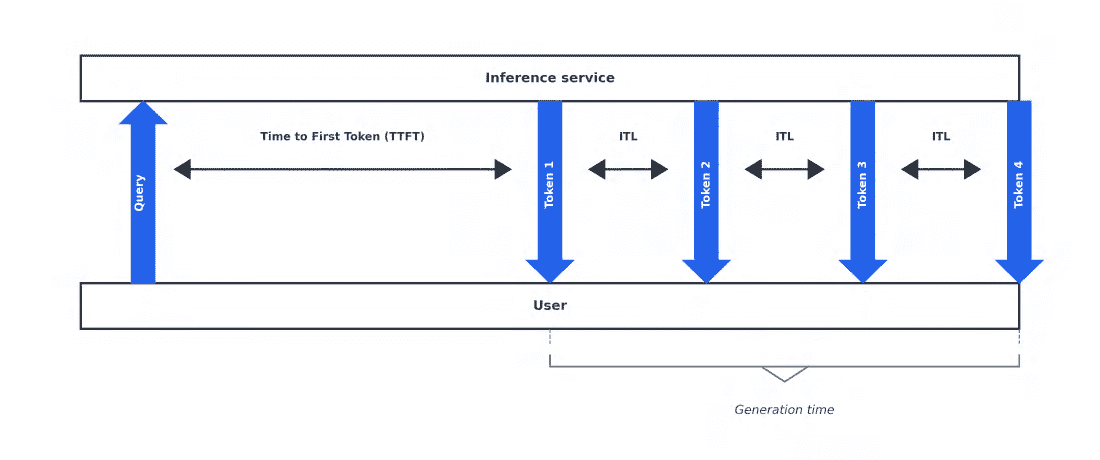 Inference service
Time to First Token (TTFT)
ITL
ITL
ITL
Query
Token 1
Token 2
Token 3
Token 4
User
Generation time